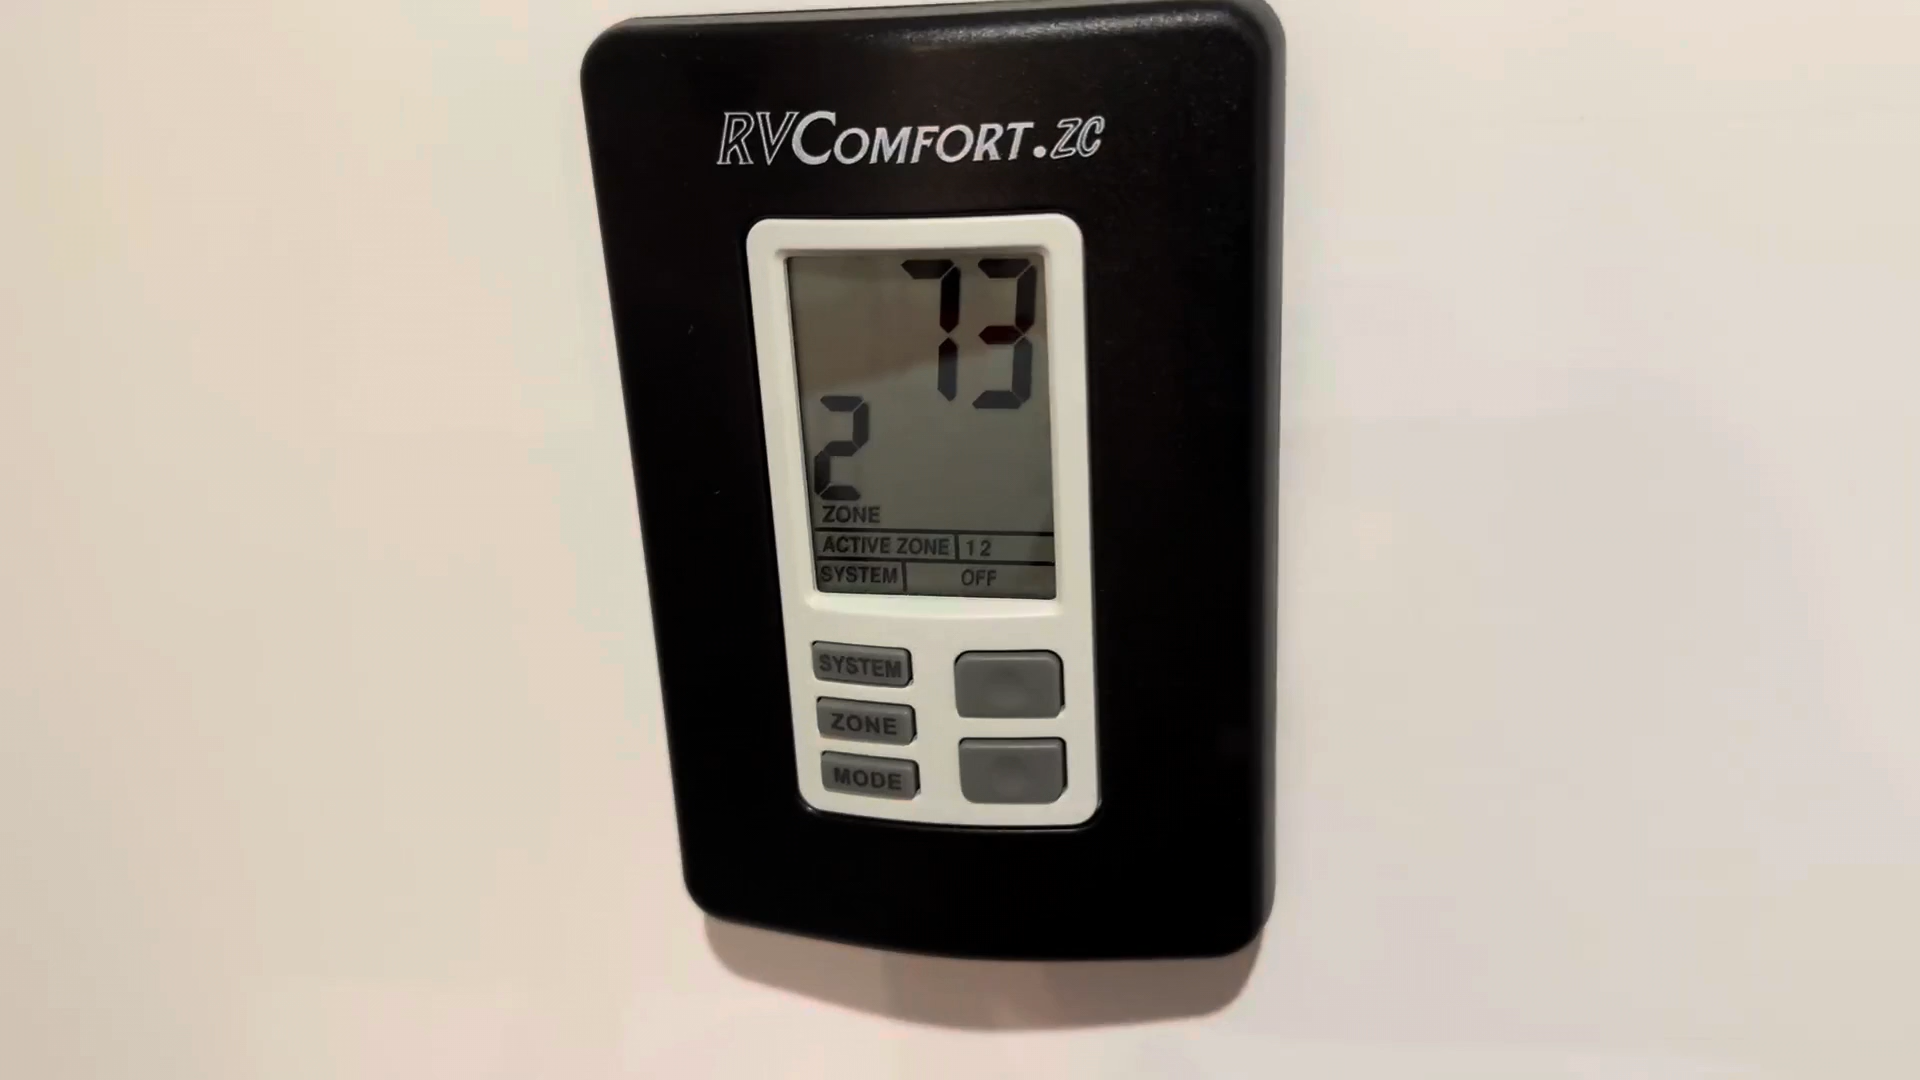 RVCOMFORT.ZC
73
2
ZONE
ACTIVE ZONE 1 2
SYSTEM OFF
SYSTEM
ZONE
MODE